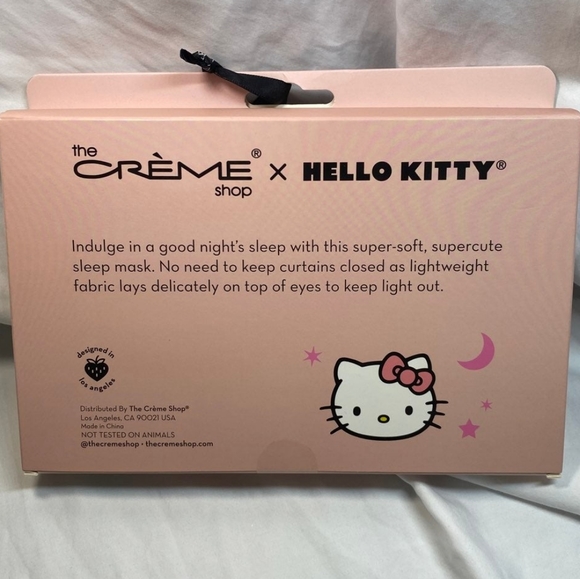 the
CRÈME® x HELLO KITTY®
shop
Indulge in a good night's sleep with this super-soft, supercute
sleep mask. No need to keep curtains closed as lightweight
fabric lays delicately on top of eyes to keep light out.
designed in
los angeles
Distributed By The Crème Shop®
Los Angeles, CA 90021 USA
Made in China
NOT TESTED ON ANIMALS
@thecremeshop • thecremeshop.com